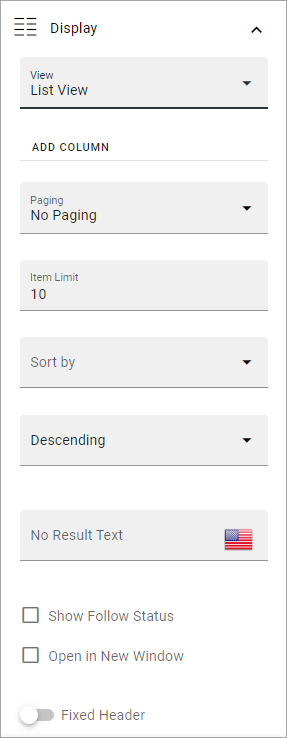 Display
View
List View
ADD COLUMN
Paging
No Paging
Item Limit
10
Sort by
Descending
No Result Text
Show Follow Status
Open in New Window
Fixed Header